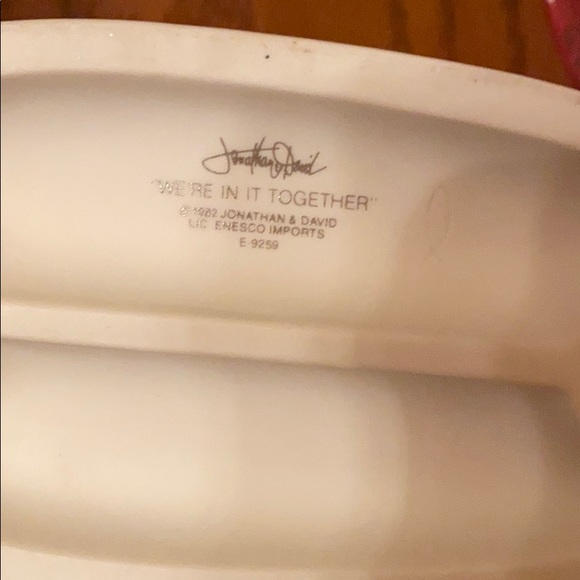 Jonathan & David
"WE'RE IN IT TOGETHER"
© 1982 JONATHAN & DAVID
LIC. ENESCO IMPORTS
E-9259